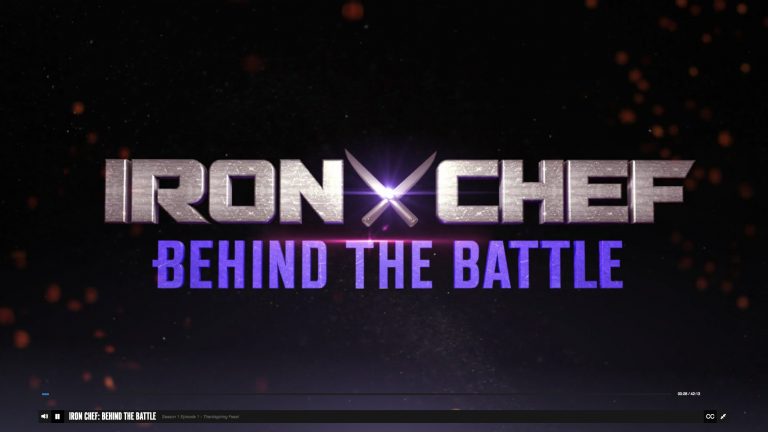 IRON CHEF
BEHIND THE BATTLE
00:28 / 42:13
IRON CHEF: BEHIND THE BATTLE Season 1 Episode 1 - Thanksgiving Feast
CC